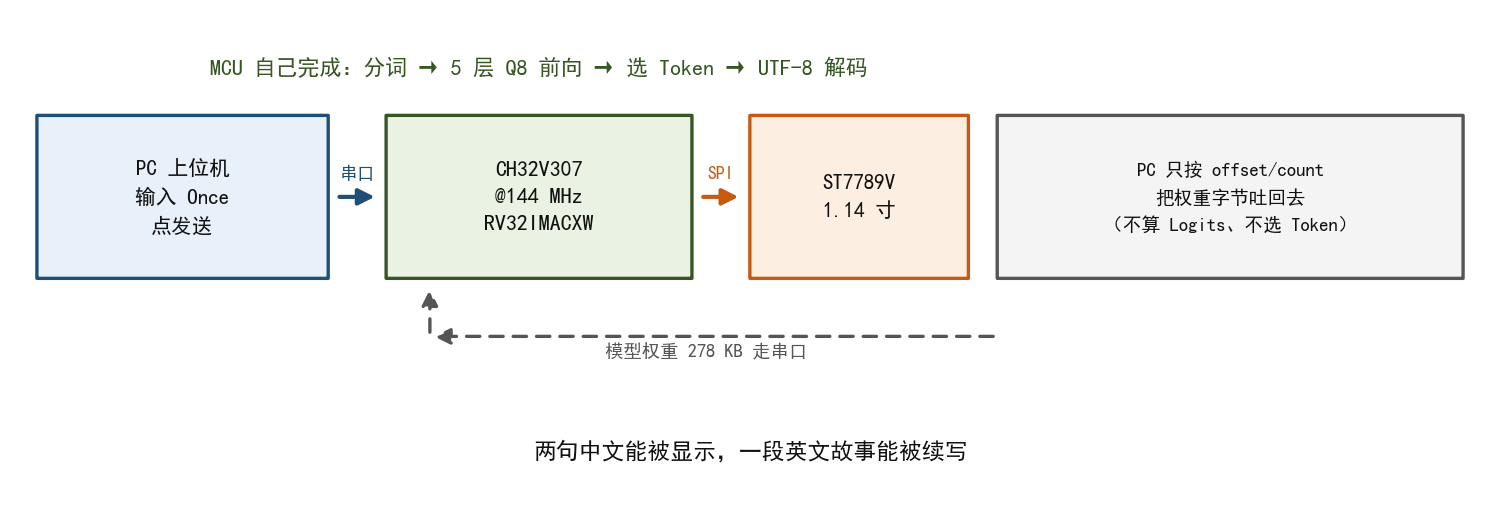 MCU 自己完成：分词 → 5 层 Q8 前向 → 选 Token → UTF-8 解码
PC 上位机
输入 Once
点发送
串口
CH32V307
@144 MHz
RV32IMACXW
SPI
ST7789V
1.14 寸
PC 只按 offset/count
把权重字节吐回去
（不算 Logits、不选 Token）
模型权重 278 KB 走串口
两句中文能被显示，一段英文故事能被续写